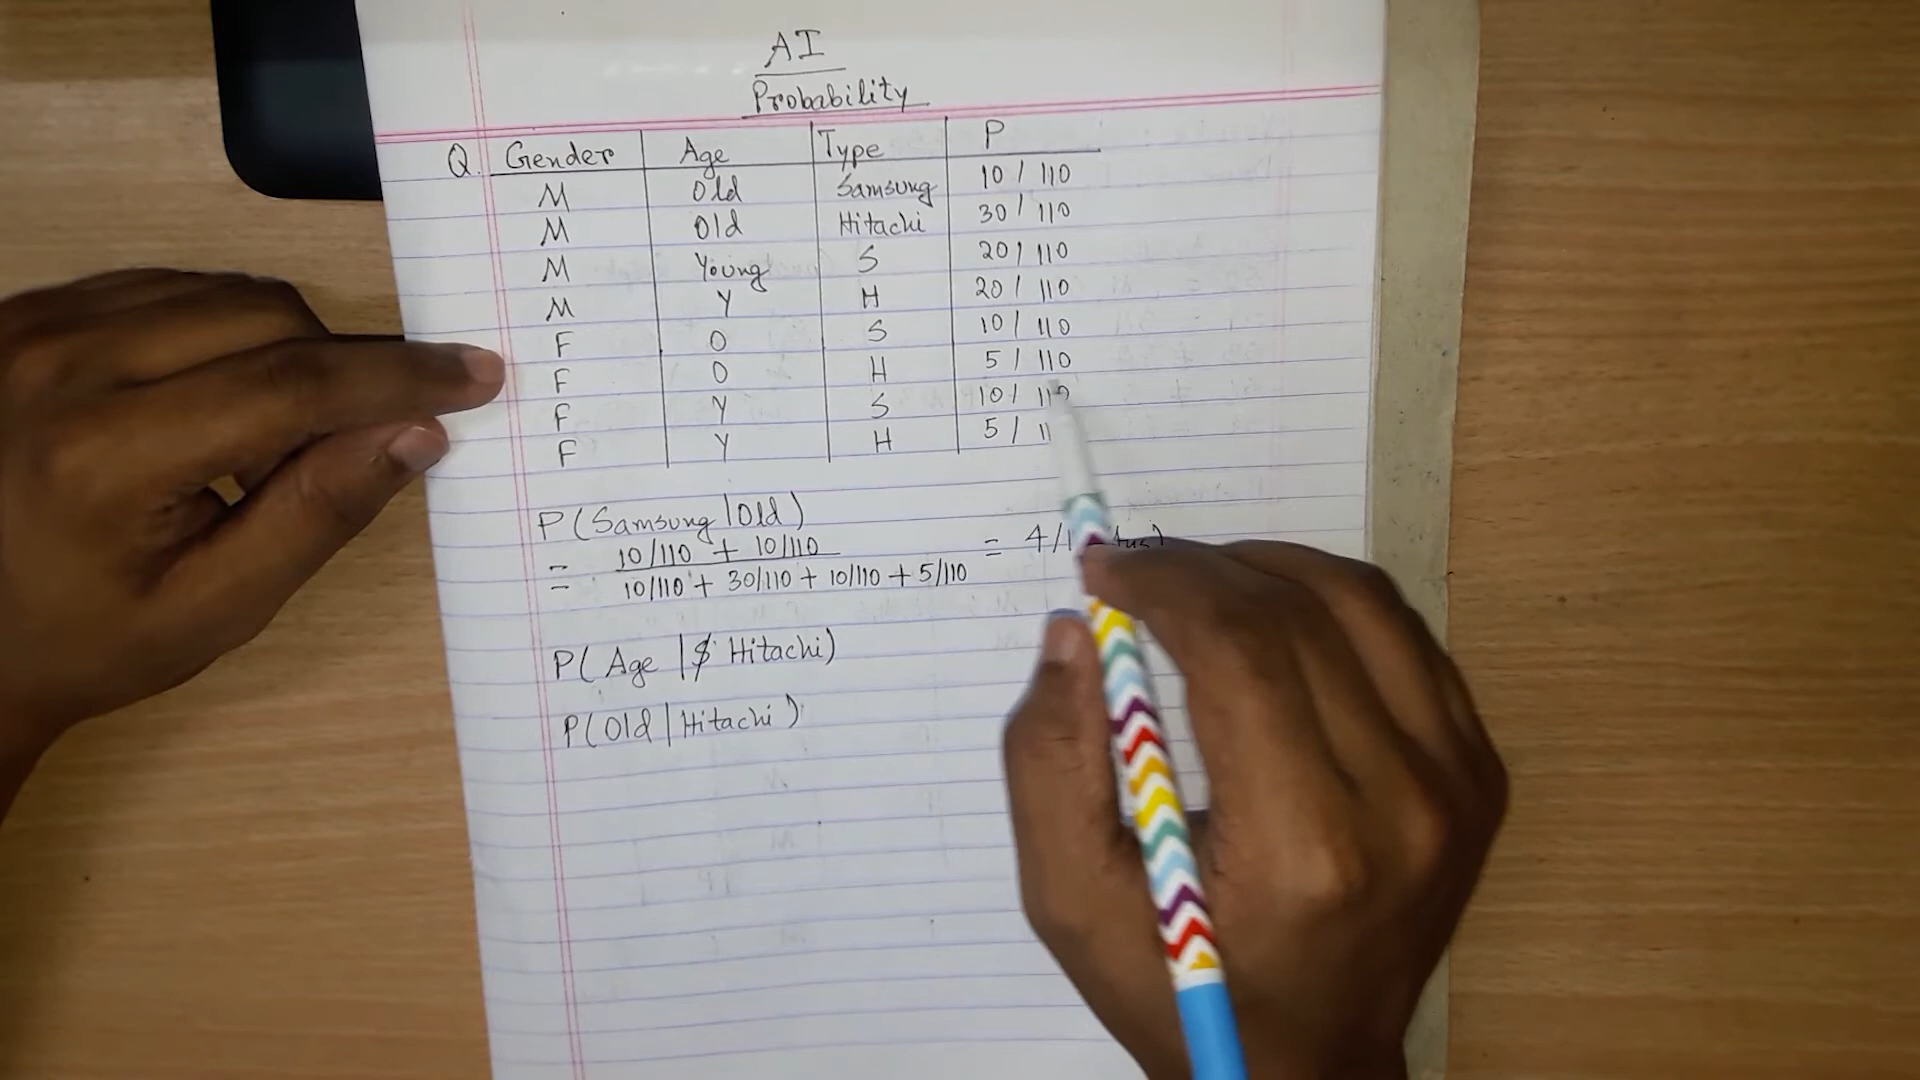 AI
Probability
Q. Gender Age Type P
M Old Samsung 10 / 110
M Old Hitachi 30 / 110
M Young S 20 / 110
M Y H 20 / 110
F O S 10 / 110
F O H 5 / 110
F Y S 10 / 110
F Y H 5 /
P(Samsung | Old)
= 10/110 + 10/110 = 4/
10/110 + 30/110 + 10/110 + 5/110
P( Age | Hitachi)
P(Old | Hitachi)